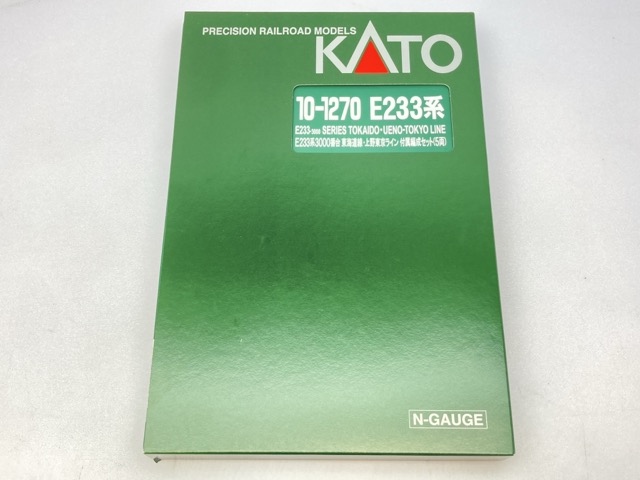 PRECISION RAILROAD MODELS
KATO
10-1270 E233系
E233-3000 SERIES TOKAIDO・UENO-TOKYO LINE
E233系3000番台 東海道線・上野東京ライン 付属編成セット(5両)
N-GAUGE